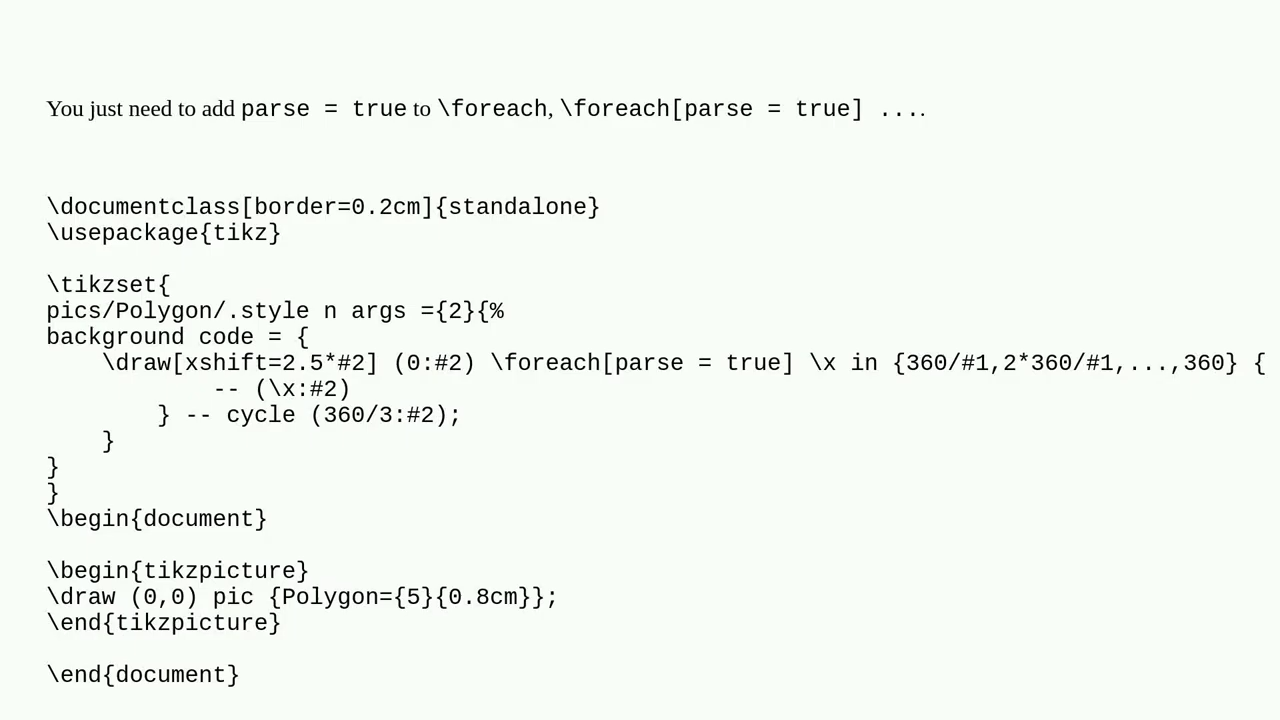 You just need to add parse = true to \foreach, \foreach[parse = true] ....
\documentclass[border=0.2cm]{standalone}
\usepackage{tikz}
\tikzset{
pics/Polygon/.style n args ={2}{%
background code = {
    \draw[xshift=2.5*#2] (0:#2) \foreach[parse = true] \x in {360/#1,2*360/#1,...,360} {
            -- (\x:#2)
        } -- cycle (360/3:#2);
    }
}
}
\begin{document}
\begin{tikzpicture}
\draw (0,0) pic {Polygon={5}{0.8cm}};
\end{tikzpicture}
\end{document}